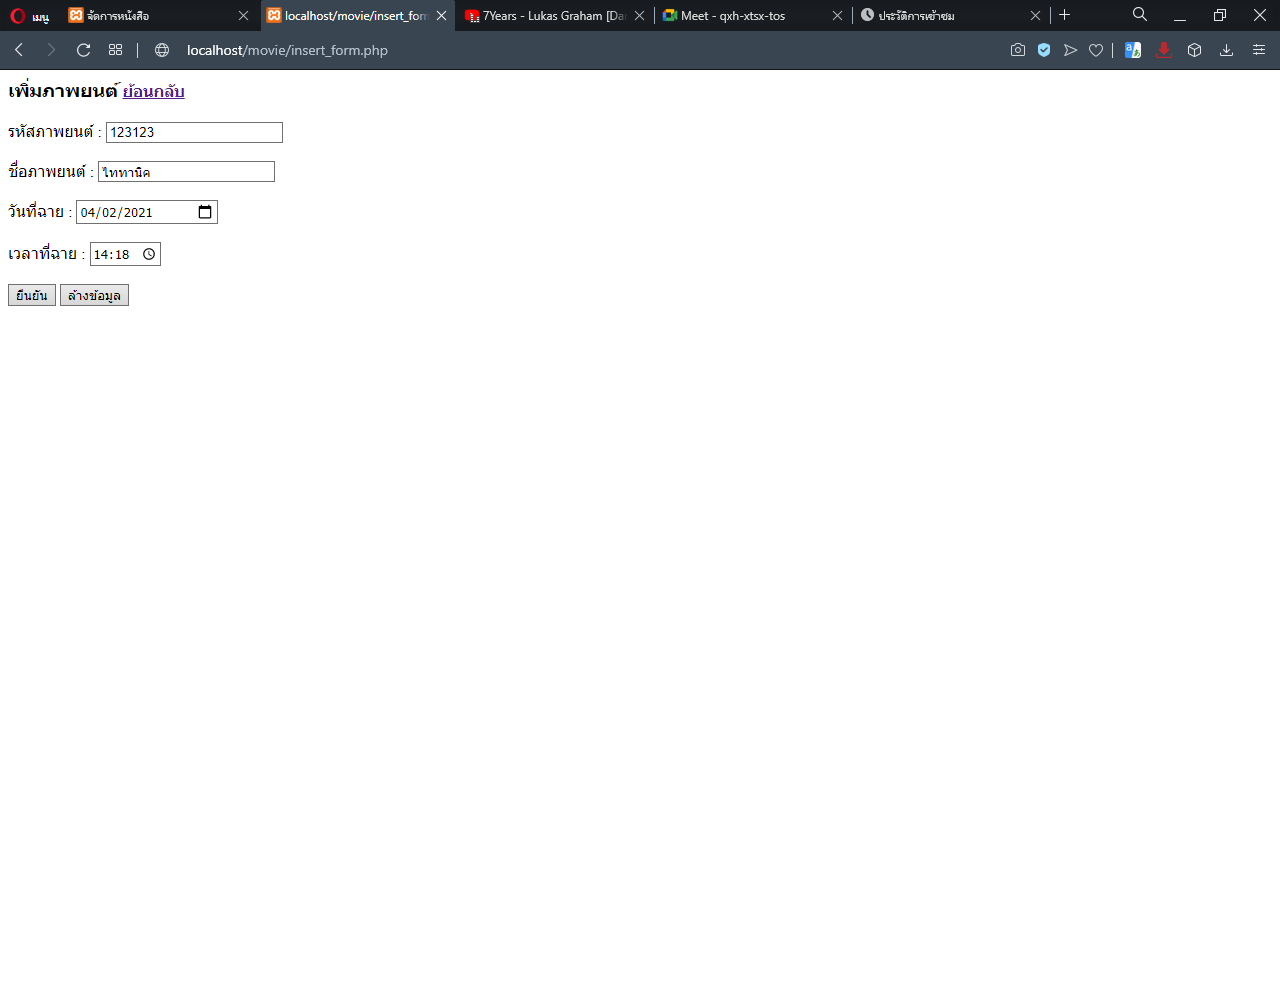 เมนู จัดการหนังสือ localhost/movie/insert_form 7Years - Lukas Graham [Da Meet - qxh-xtsx-tos ประวัติการเข้าชม
localhost/movie/insert_form.php
เพิ่มภาพยนต์ ย้อนกลับ
รหัสภาพยนต์ : 123123
ชื่อภาพยนต์ : ไททานิค
วันที่ฉาย : 04/02/2021
เวลาที่ฉาย : 14:18
ยืนยัน ล้างข้อมูล